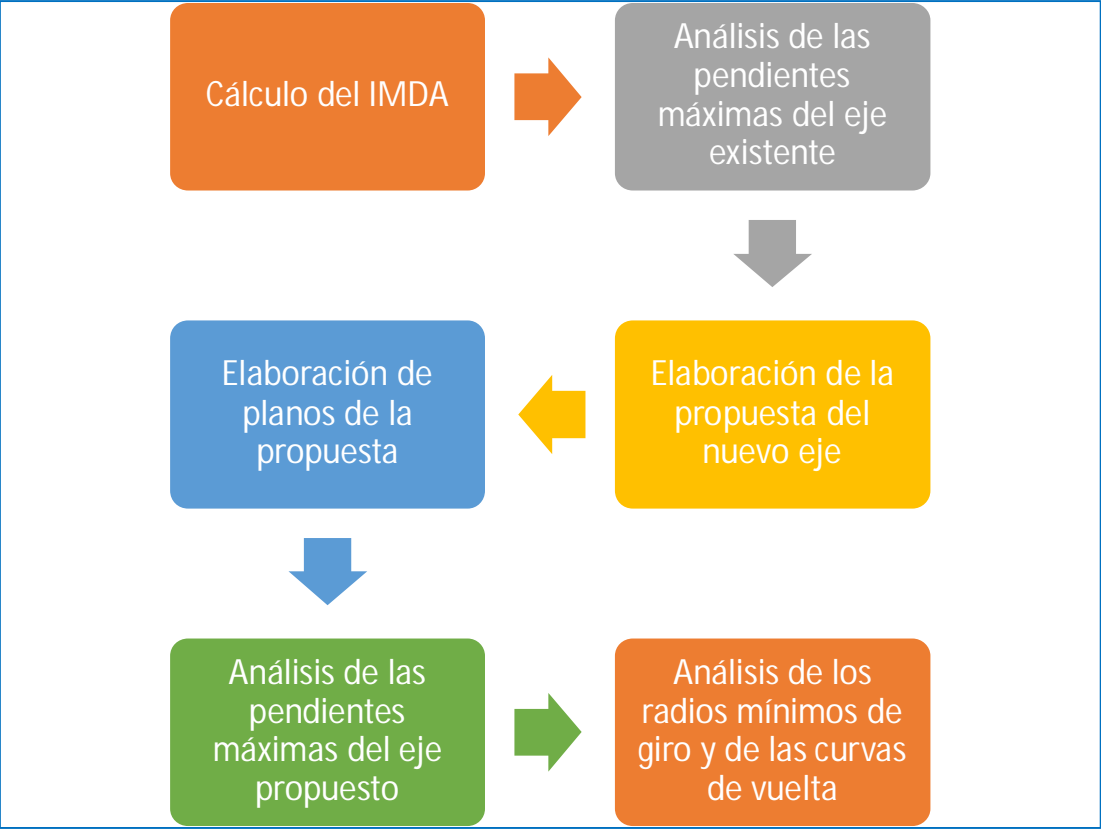 Cálculo del IMDA
Análisis de las
pendientes
máximas del eje
existente
Elaboración de la
propuesta del
nuevo eje
Elaboración de
planos de la
propuesta
Análisis de las
pendientes
máximas del eje
propuesto
Análisis de los
radios mínimos de
giro y de las curvas
de vuelta